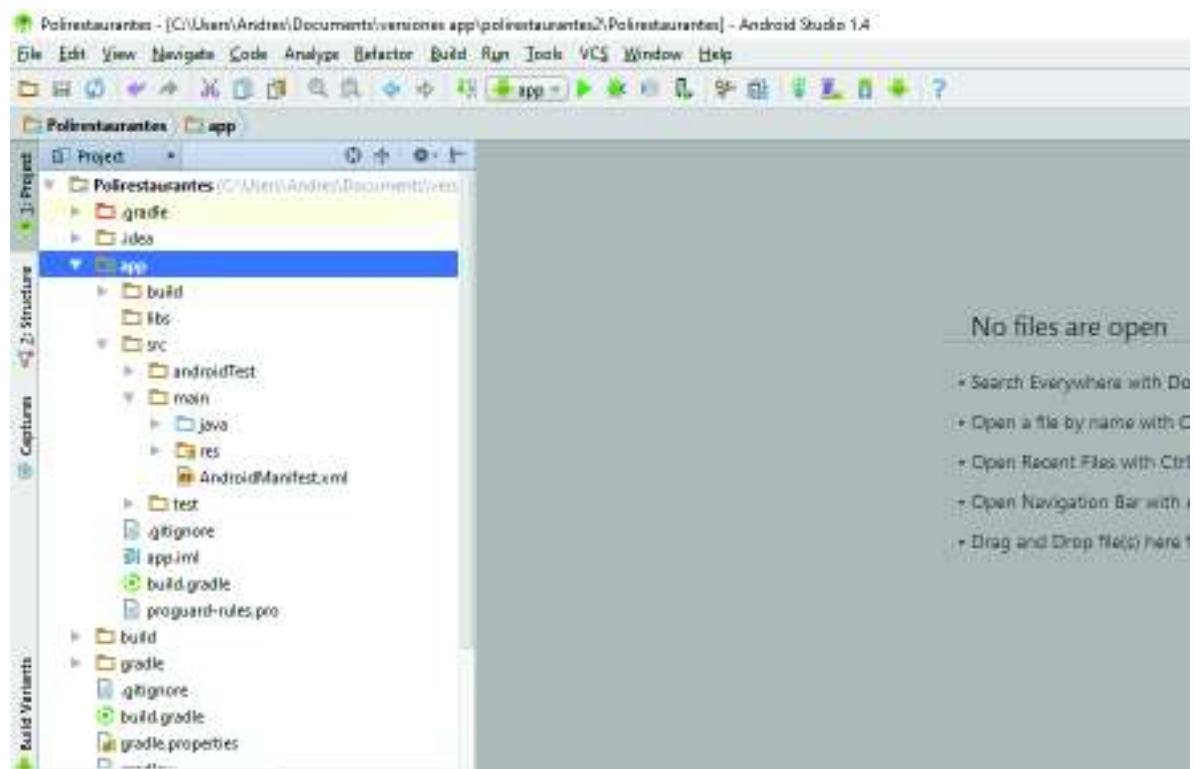 Polirestaurantes - [C:\Users\Andres\Documents\versiones app\polirestaurantes2\Polirestaurantes] - Android Studio 1.4
File Edit View Navigate Code Analyze Refactor Build Run Tools VCS Window Help
app
Polirestaurantes app
Project
Polirestaurantes (C:\Users\Andres\Documents\vers
.gradle
.idea
app
build
libs
src
androidTest
main
java
res
AndroidManifest.xml
test
.gitignore
app.iml
build.gradle
proguard-rules.pro
build
gradle
.gitignore
build.gradle
gradle.properties
1: Project
2: Structure
Captures
Build Variants
No files are open
• Search Everywhere with Do
• Open a file by name with C
• Open Recent Files with Ctrl
• Open Navigation Bar with
• Drag and Drop file(s) here